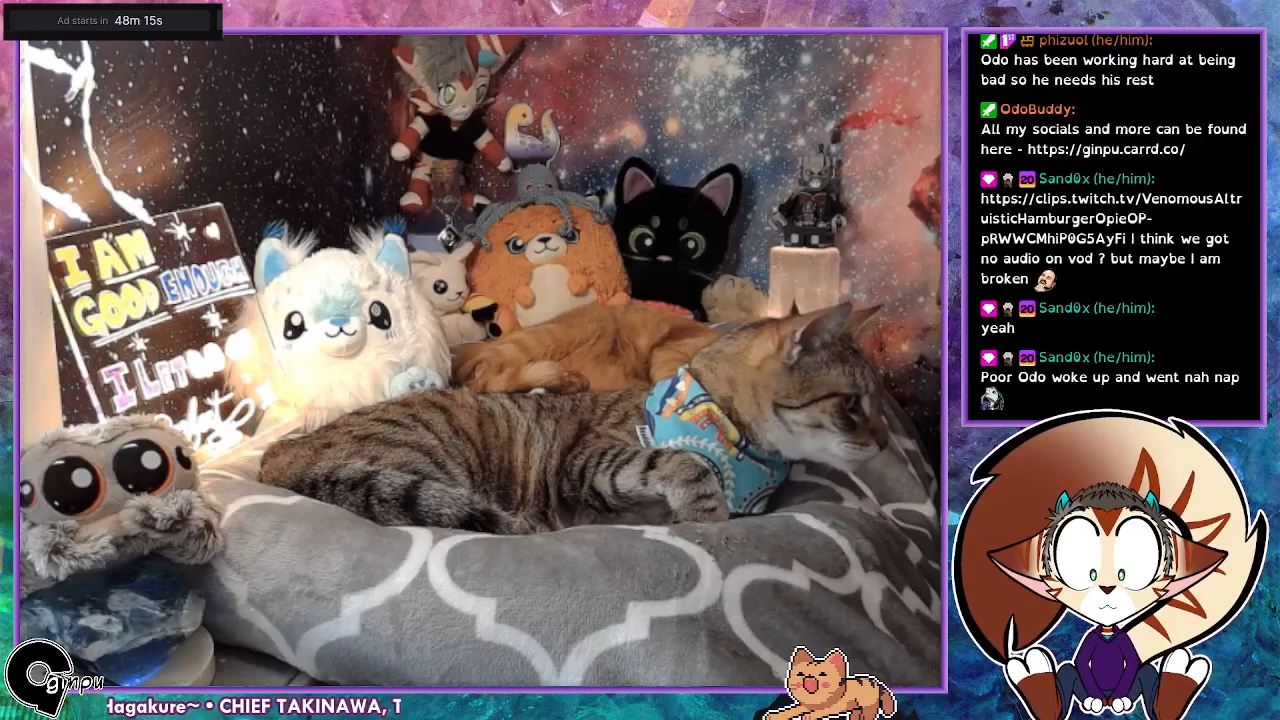 Ad starts in 48m 15s
I AM
GOOD ENOUGH
phizuol (he/him):
Odo has been working hard at being
bad so he needs his rest
OdoBuddy:
All my socials and more can be found
here - https://ginpu.carrd.co/
20 Sand0x (he/him):
https://clips.twitch.tv/VenomousAltr
uisticHamburgerOpieOP-
pRWWCMhiP0G5AyFi I think we got
no audio on vod ? but maybe I am
broken
20 Sand0x (he/him):
yeah
20 Sand0x (he/him):
Poor Odo woke up and went nah nap
ginpu
Hagakure~ • CHIEF TAKINAWA, T